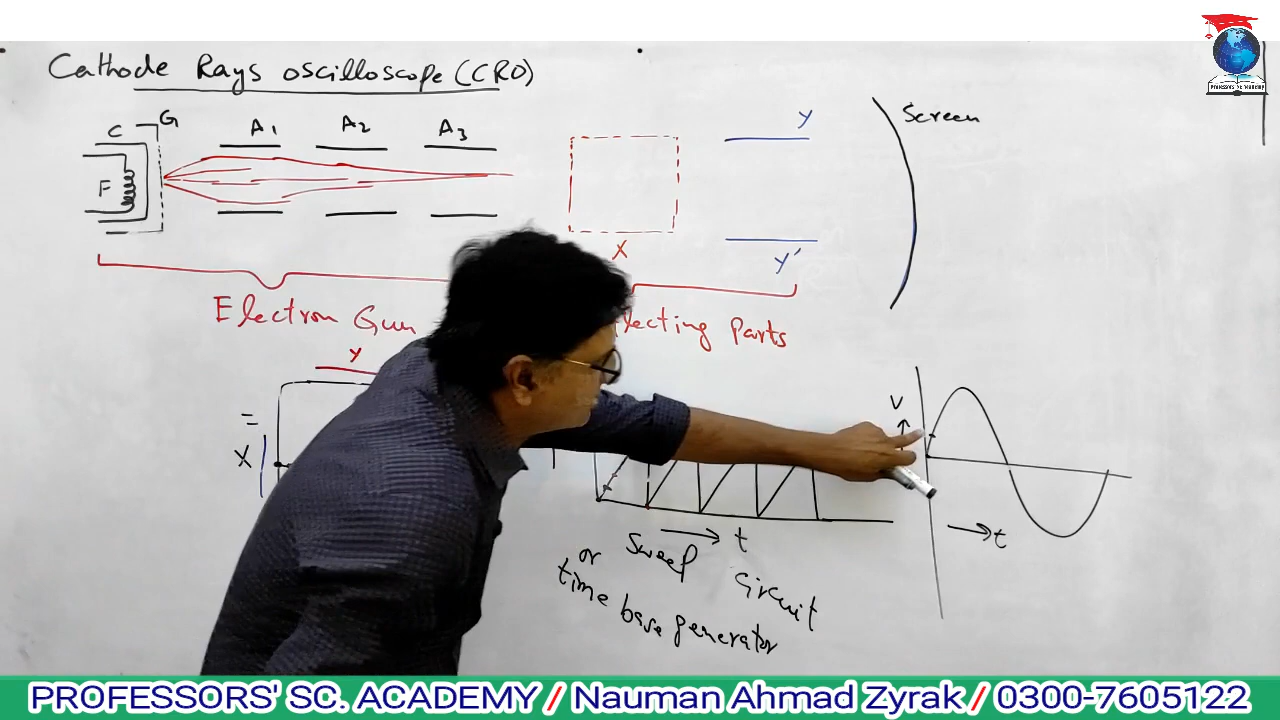 Cathode Rays oscilloscope (CRO)
C G A1 A2 A3
F
X
Y
Y'
Screen
Electron Gun
lecting Parts
Y
=
X
V
t
or Sweep circuit
time base generator
t
PROFESSORS' SC. ACADEMY / Nauman Ahmad Zyrak / 0300-7605122